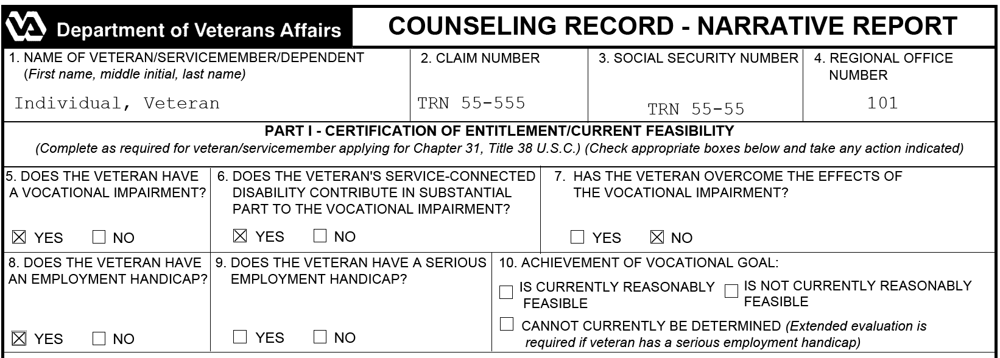 VA Department of Veterans Affairs
COUNSELING RECORD - NARRATIVE REPORT
1. NAME OF VETERAN/SERVICEMEMBER/DEPENDENT
(First name, middle initial, last name)
Individual, Veteran
2. CLAIM NUMBER
TRN 55-555
3. SOCIAL SECURITY NUMBER
TRN 55-55
4. REGIONAL OFFICE
NUMBER
101
PART I - CERTIFICATION OF ENTITLEMENT/CURRENT FEASIBILITY
(Complete as required for veteran/servicemember applying for Chapter 31, Title 38 U.S.C.) (Check appropriate boxes below and take any action indicated)
5. DOES THE VETERAN HAVE
A VOCATIONAL IMPAIRMENT?
☒ YES ☐ NO
6. DOES THE VETERAN'S SERVICE-CONNECTED
DISABILITY CONTRIBUTE IN SUBSTANTIAL
PART TO THE VOCATIONAL IMPAIRMENT?
☒ YES ☐ NO
7. HAS THE VETERAN OVERCOME THE EFFECTS OF
THE VOCATIONAL IMPAIRMENT?
☐ YES ☒ NO
8. DOES THE VETERAN HAVE
AN EMPLOYMENT HANDICAP?
☒ YES ☐ NO
9. DOES THE VETERAN HAVE A SERIOUS
EMPLOYMENT HANDICAP?
☐ YES ☐ NO
10. ACHIEVEMENT OF VOCATIONAL GOAL:
☐ IS CURRENTLY REASONABLY
FEASIBLE
☐ IS NOT CURRENTLY REASONABLY
FEASIBLE
☐ CANNOT CURRENTLY BE DETERMINED (Extended evaluation is
required if veteran has a serious employment handicap)